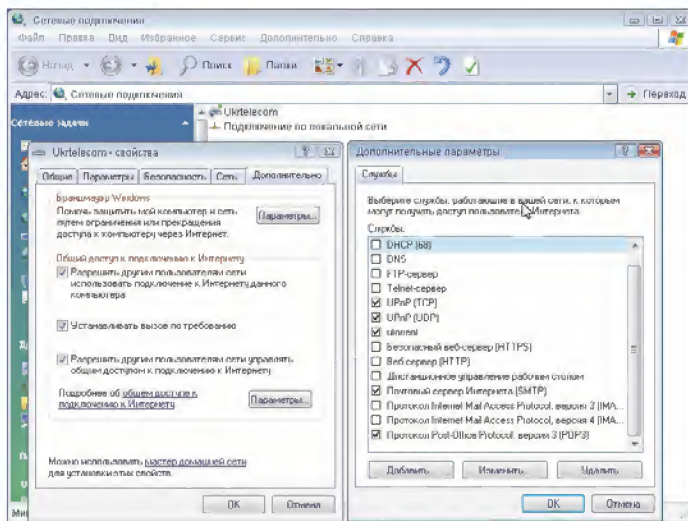 Сетевые подключения
Файл Правка Вид Избранное Сервис Дополнительно Справка
Назад Поиск Папки
Адрес: Сетевые подключения Переход
Сетевые задачи
Ukrtelecom
Подключение по локальной сети
Ukrtelecom - свойства
Общие Параметры Безопасность Сеть Дополнительно
Брандмауэр Windows
Помочь защитить мой компьютер и сеть
путем ограничения или прекращения
доступа к компьютеру через Интернет.
Параметры...
Общий доступ к подключению к Интернету
Разрешить другим пользователям сети
использовать подключение к Интернету данного
компьютера
Устанавливать вызов по требованию
Разрешить другим пользователям сети управлять
общим доступом к подключению к Интернету
Подробнее об общем доступе к
подключению к Интернету.
Параметры...
Можно использовать мастер домашней сети
для установки этих свойств.
OK Отмена
Дополнительные параметры
Службы
Выберите службы, работающие в вашей сети, к которым
могут получать доступ пользователи Интернета.
Службы:
DHCP (68)
DNS
FTP-сервер
Telnet-сервер
UPnP (TCP)
UPnP (UDP)
utorrent
Безопасный веб-сервер (HTTPS)
Веб-сервер (HTTP)
Дистанционное управление рабочим столом
Почтовый сервер Интернета (SMTP)
Протокол Internet Mail Access Protocol, версия 3 (IMA...
Протокол Internet Mail Access Protocol, версия 4 (IMA...
Протокол Post-Office Protocol, версия 3 (POP3)
Добавить... Изменить... Удалить
OK Отмена